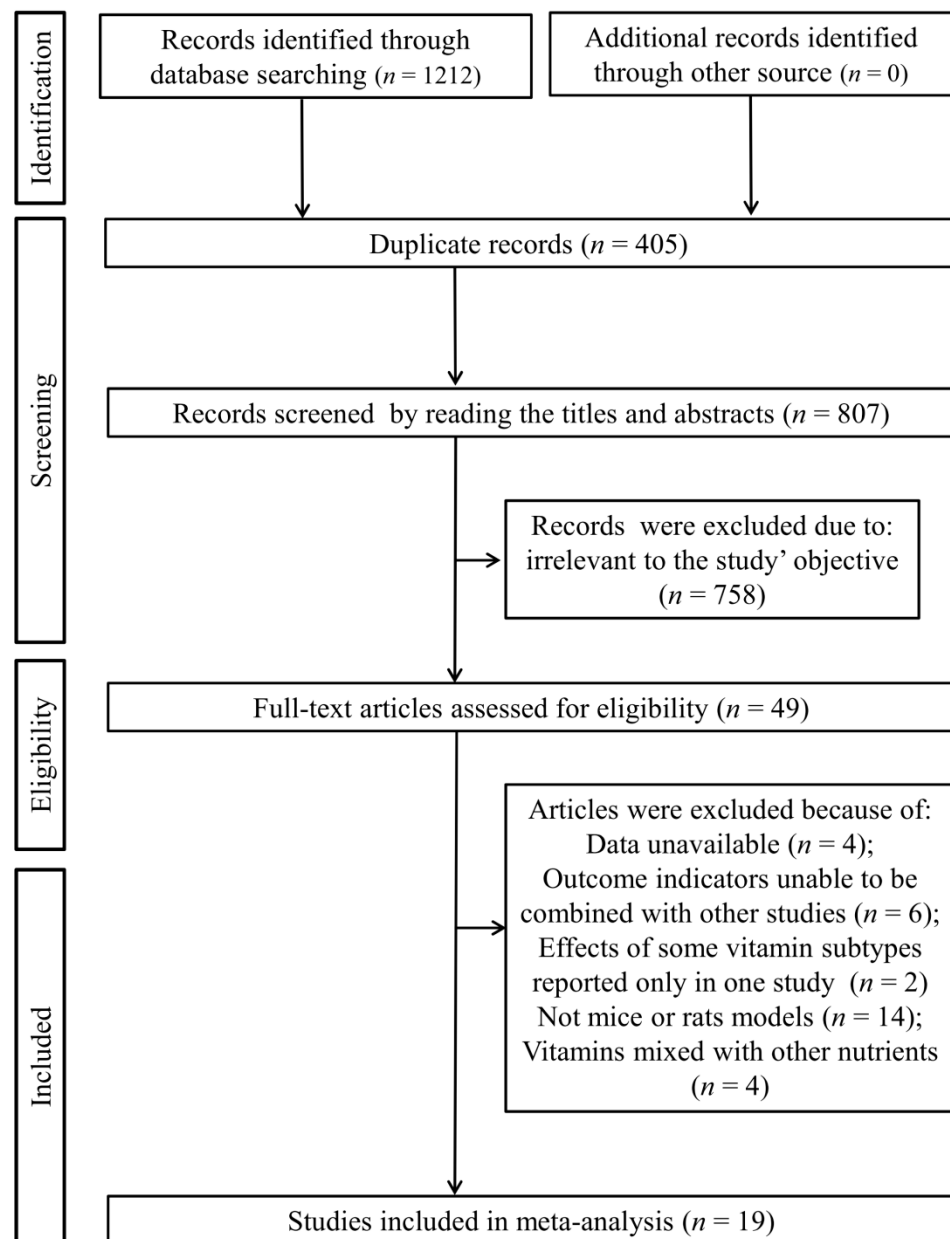 Identification
Records identified through
database searching (n = 1212)
Additional records identified
through other source (n = 0)
Screening
Duplicate records (n = 405)
Records screened by reading the titles and abstracts (n = 807)
Records were excluded due to:
irrelevant to the study' objective
(n = 758)
Eligibility
Full-text articles assessed for eligibility (n = 49)
Articles were excluded because of:
Data unavailable (n = 4);
Outcome indicators unable to be
combined with other studies (n = 6);
Effects of some vitamin subtypes
reported only in one study (n = 2)
Not mice or rats models (n = 14);
Vitamins mixed with other nutrients
(n = 4)
Included
Studies included in meta-analysis (n = 19)